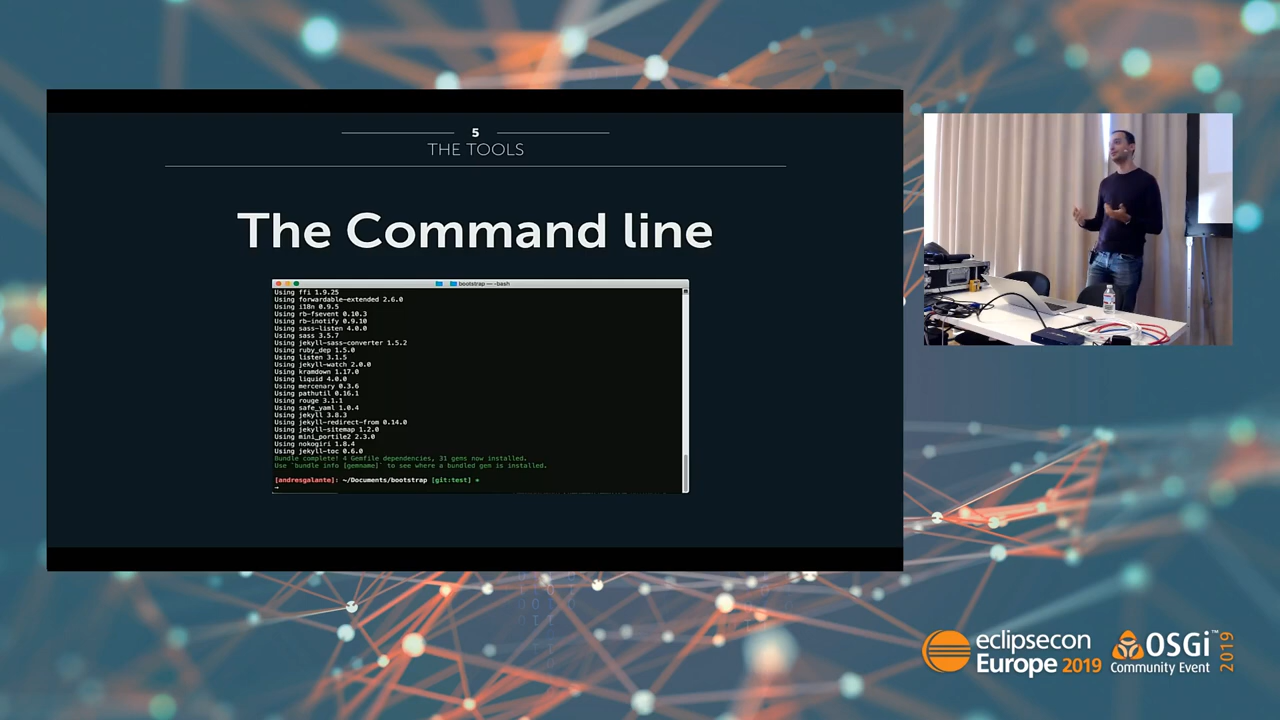 5
THE TOOLS
The Command line
bootstrap — -bash
Using ffi 1.9.25
Using forwardable-extended 2.6.0
Using i18n 0.9.5
Using rb-fsevent 0.10.3
Using rb-inotify 0.9.10
Using sass-listen 4.0.0
Using sass 3.5.7
Using jekyll-sass-converter 1.5.2
Using ruby_dep 1.5.0
Using listen 3.1.5
Using jekyll-watch 2.0.0
Using kramdown 1.17.0
Using liquid 4.0.0
Using mercenary 0.3.6
Using pathutil 0.16.1
Using rouge 3.1.1
Using safe_yaml 1.0.4
Using jekyll 3.8.3
Using jekyll-redirect-from 0.14.0
Using jekyll-sitemap 1.2.0
Using mini_portile2 2.3.0
Using nokogiri 1.8.4
Using jekyll-toc 0.6.0
Bundle complete! 4 Gemfile dependencies, 31 gems now installed.
Use `bundle info [gemname]` to see where a bundled gem is installed.
[andresgalante]: ~/Documents/bootstrap [git:test] *
→
eclipsecon
Europe 2019
OSGi™
Community Event
2019